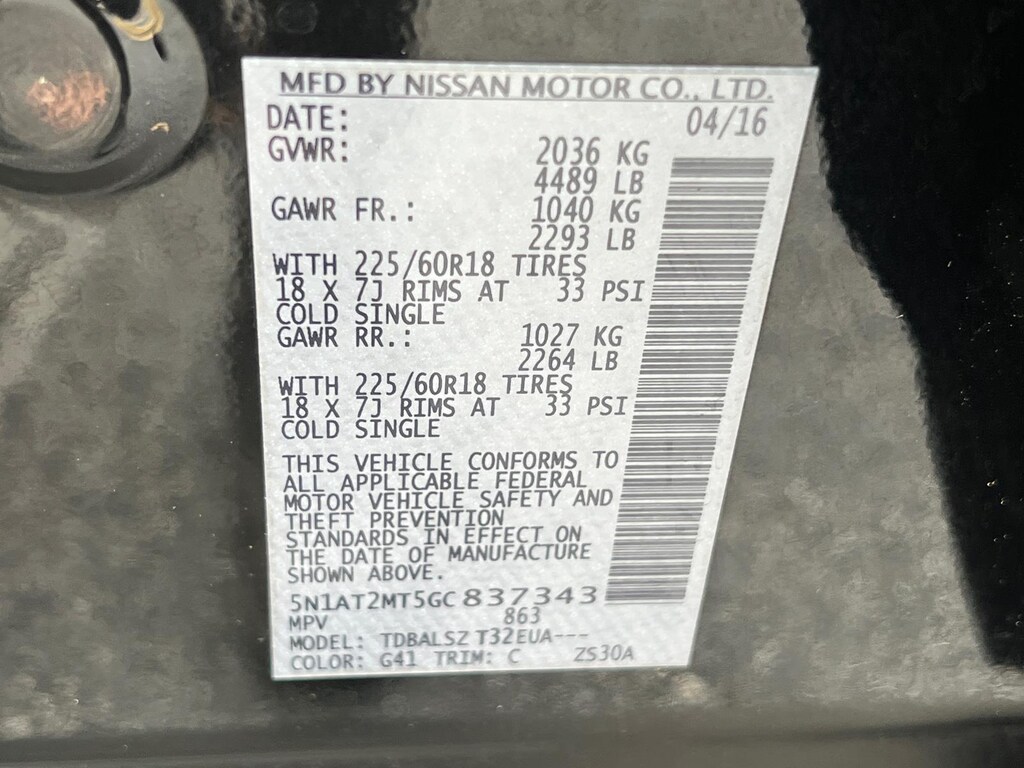 MFD BY NISSAN MOTOR CO., LTD.
DATE: 04/16
GVWR: 2036 KG
4489 LB
GAWR FR.: 1040 KG
2293 LB
WITH 225/60R18 TIRES
18 X 7J RIMS AT 33 PSI
COLD SINGLE
GAWR RR.: 1027 KG
2264 LB
WITH 225/60R18 TIRES
18 X 7J RIMS AT 33 PSI
COLD SINGLE
THIS VEHICLE CONFORMS TO
ALL APPLICABLE FEDERAL
MOTOR VEHICLE SAFETY AND
THEFT PREVENTION
STANDARDS IN EFFECT ON
THE DATE OF MANUFACTURE
SHOWN ABOVE.
5N1AT2MT5GC837343
MPV 863
MODEL: TDBALSZ T32EUA---
COLOR: G41 TRIM: C ZS30A